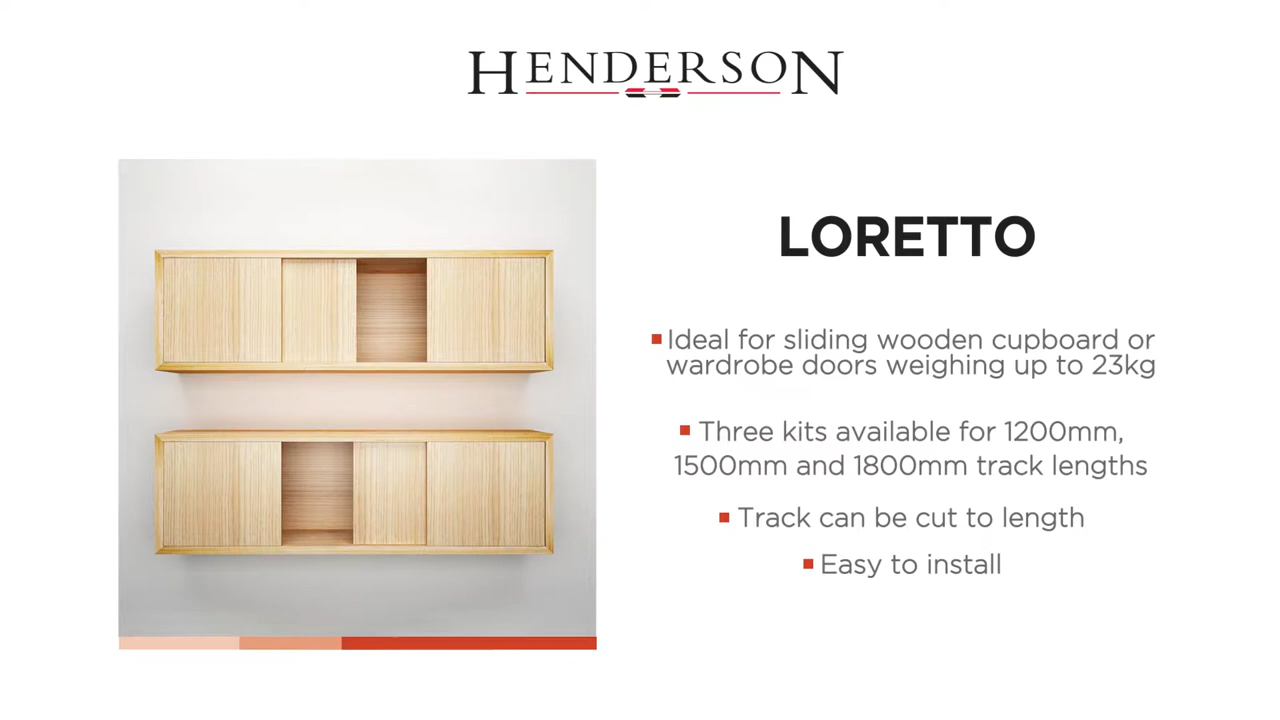 HENDERSON
LORETTO
Ideal for sliding wooden cupboard or
wardrobe doors weighing up to 23kg
Three kits available for 1200mm,
1500mm and 1800mm track lengths
Track can be cut to length
Easy to install